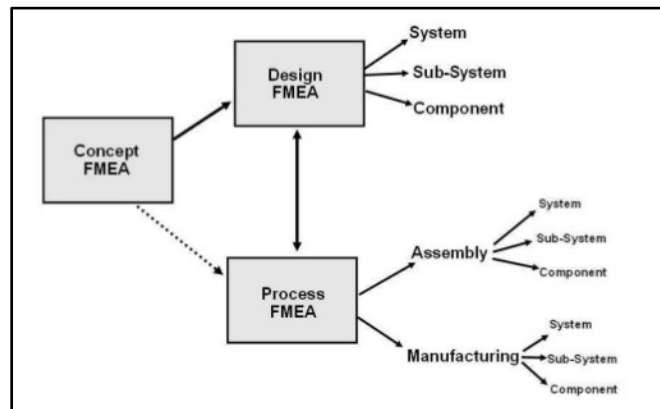 System
Design
FMEA
Sub-System
Component
Concept
FMEA
System
Assembly
Sub-System
Component
Process
FMEA
System
Manufacturing
Sub-System
Component